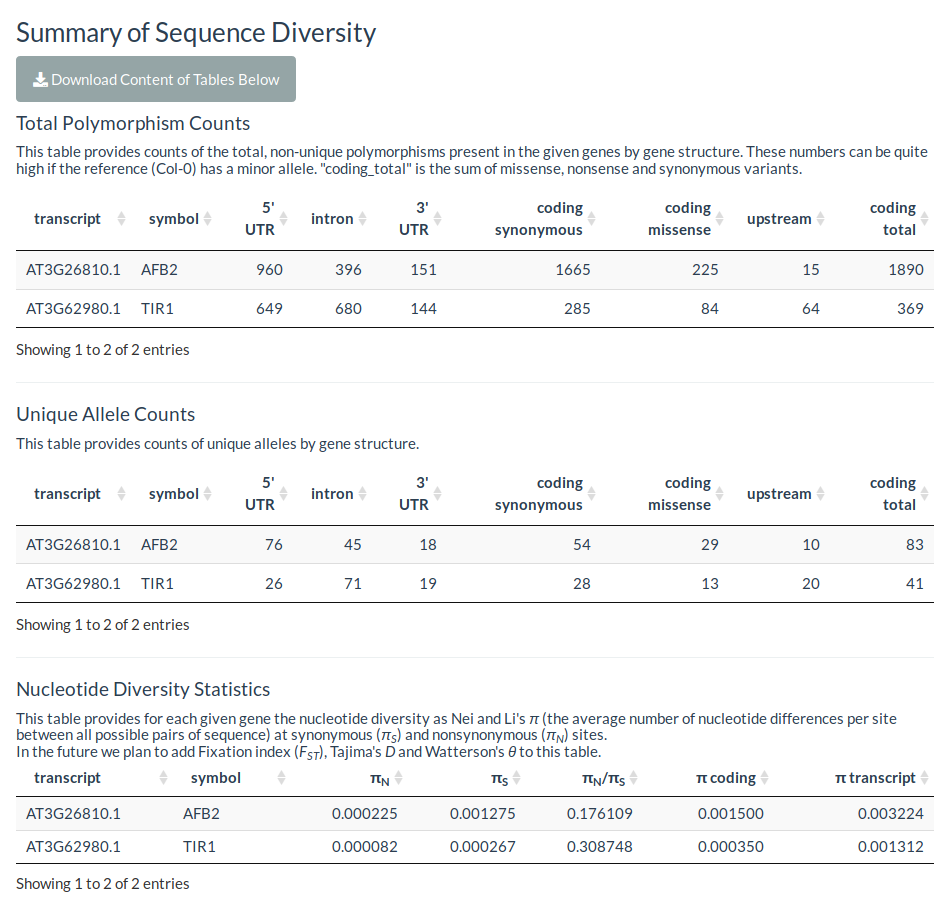 Summary of Sequence Diversity
Download Content of Tables Below
Total Polymorphism Counts
This table provides counts of the total, non-unique polymorphisms present in the given genes by gene structure. These numbers can be quite
high if the reference (Col-0) has a minor allele. "coding_total" is the sum of missense, nonsense and synonymous variants.
transcript symbol 5' UTR intron 3' UTR coding synonymous coding missense upstream coding total
AT3G26810.1 AFB2 960 396 151 1665 225 15 1890
AT3G62980.1 TIR1 649 680 144 285 84 64 369
Showing 1 to 2 of 2 entries
Unique Allele Counts
This table provides counts of unique alleles by gene structure.
transcript symbol 5' UTR intron 3' UTR coding synonymous coding missense upstream coding total
AT3G26810.1 AFB2 76 45 18 54 29 10 83
AT3G62980.1 TIR1 26 71 19 28 13 20 41
Showing 1 to 2 of 2 entries
Nucleotide Diversity Statistics
This table provides for each given gene the nucleotide diversity as Nei and Li's π (the average number of nucleotide differences per site
between all possible pairs of sequence) at synonymous (πS) and nonsynonymous (πN) sites.
In the future we plan to add Fixation index (FST), Tajima's D and Watterson's θ to this table.
transcript symbol πN πS πN/πS π coding π transcript
AT3G26810.1 AFB2 0.000225 0.001275 0.176109 0.001500 0.003224
AT3G62980.1 TIR1 0.000082 0.000267 0.308748 0.000350 0.001312
Showing 1 to 2 of 2 entries